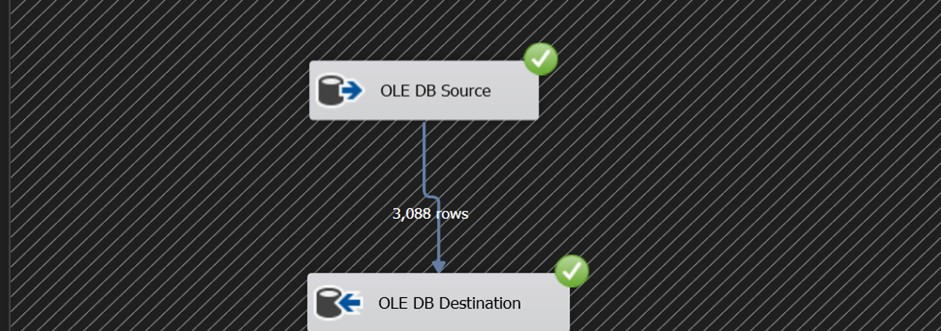 OLE DB Source
3,088 rows
OLE DB Destination